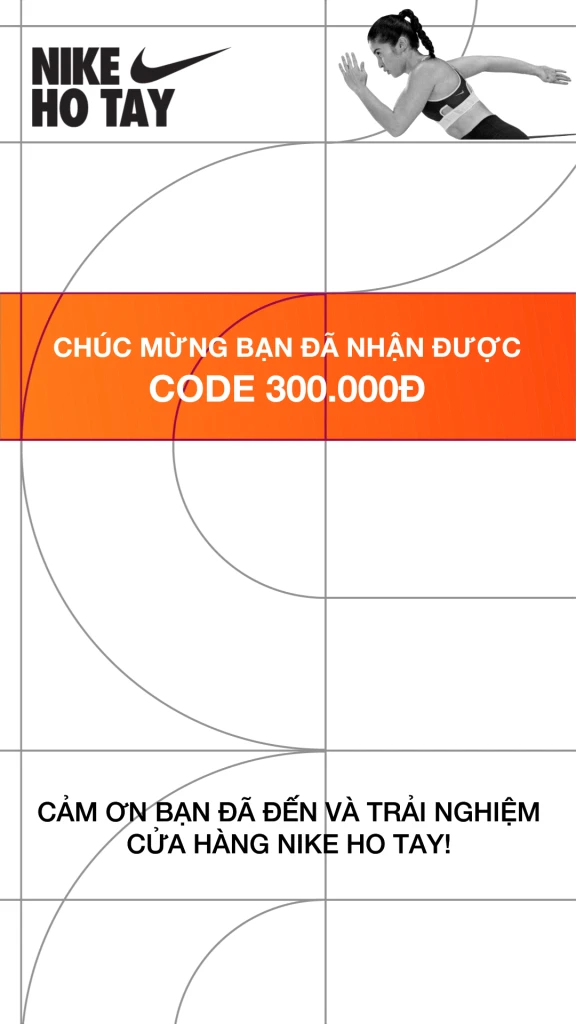 NIKE
HO TAY
CHÚC MỪNG BẠN ĐÃ NHẬN ĐƯỢC
CODE 300.000Đ
CẢM ƠN BẠN ĐÃ ĐẾN VÀ TRẢI NGHIỆM
CỬA HÀNG NIKE HO TAY!